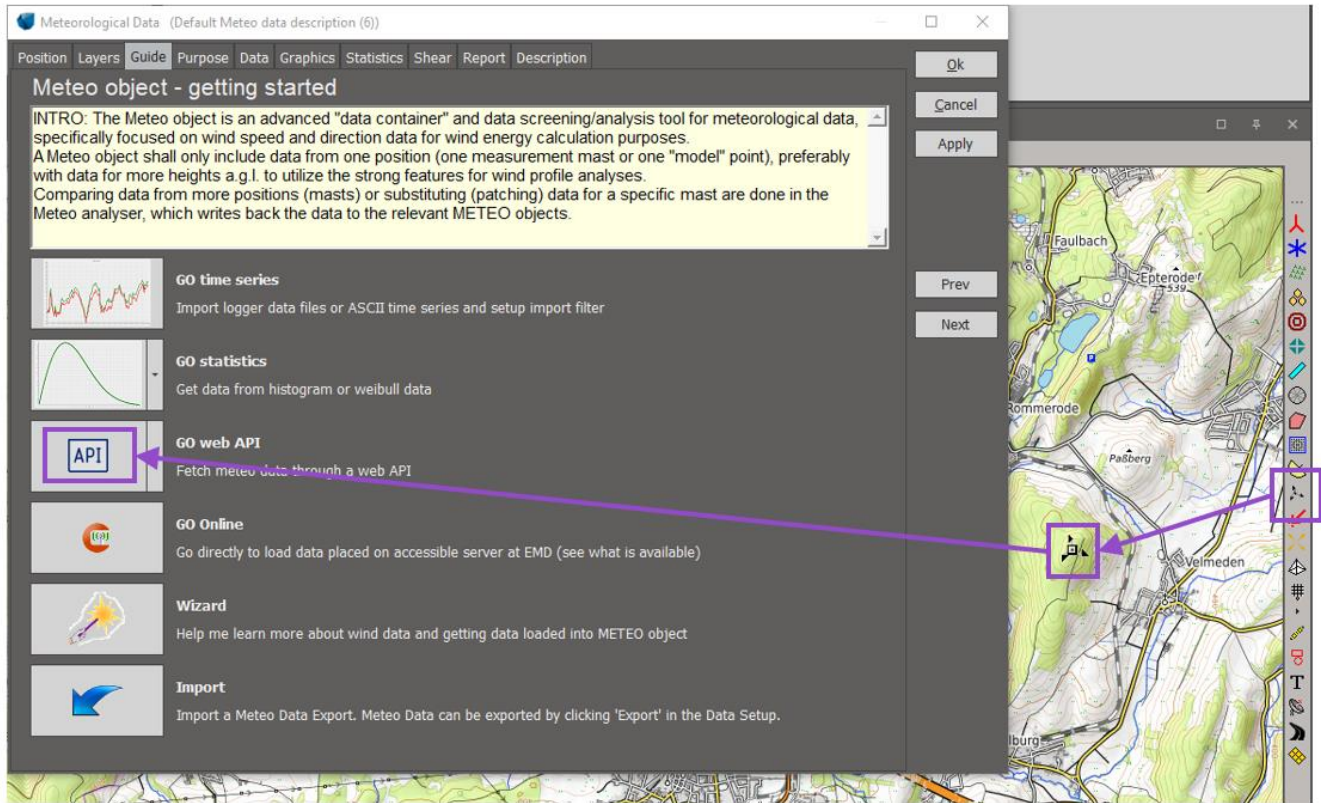 Meteorological Data (Default Meteo data description (6))
Position Layers Guide Purpose Data Graphics Statistics Shear Report Description
Meteo object - getting started
INTRO: The Meteo object is an advanced "data container" and data screening/analysis tool for meteorological data,
specifically focused on wind speed and direction data for wind energy calculation purposes.
A Meteo object shall only include data from one position (one measurement mast or one "model" point), preferably
with data for more heights a.g.l. to utilize the strong features for wind profile analyses.
Comparing data from more positions (masts) or substituting (patching) data for a specific mast are done in the
Meteo analyser, which writes back the data to the relevant METEO objects.
GO time series
Import logger data files or ASCII time series and setup import filter
GO statistics
Get data from histogram or weibull data
API
GO web API
Fetch meteo data through a web API
GO Online
Go directly to load data placed on accessible server at EMD (see what is available)
Wizard
Help me learn more about wind data and getting data loaded into METEO object
Import
Import a Meteo Data Export. Meteo Data can be exported by clicking 'Export' in the Data Setup.
Ok
Cancel
Apply
Prev
Next
Faulbach
Epterode
539
P
Rommerode
Paßberg
Velmeden
lburg
T